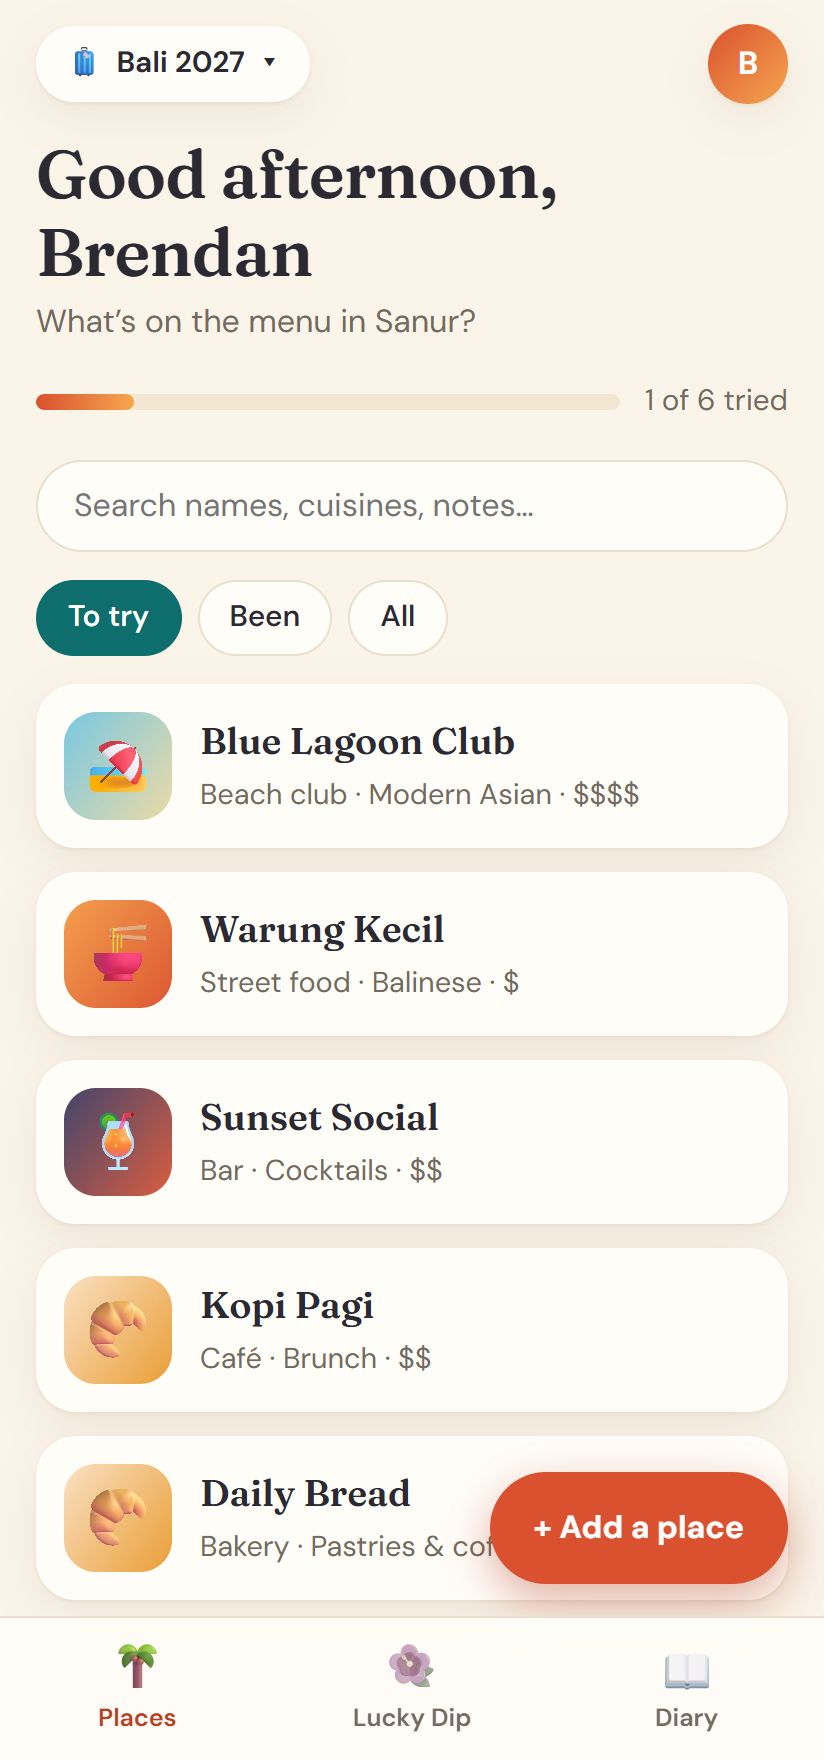 Bali 2027 ▾
B
Good afternoon,
Brendan
What’s on the menu in Sanur?
1 of 6 tried
Search names, cuisines, notes...
To try
Been
All
Blue Lagoon Club
Beach club · Modern Asian · $$$$
Warung Kecil
Street food · Balinese · $
Sunset Social
Bar · Cocktails · $$
Kopi Pagi
Café · Brunch · $$
Daily Bread
Bakery · Pastries &
+ Add a place
Places
Lucky Dip
Diary